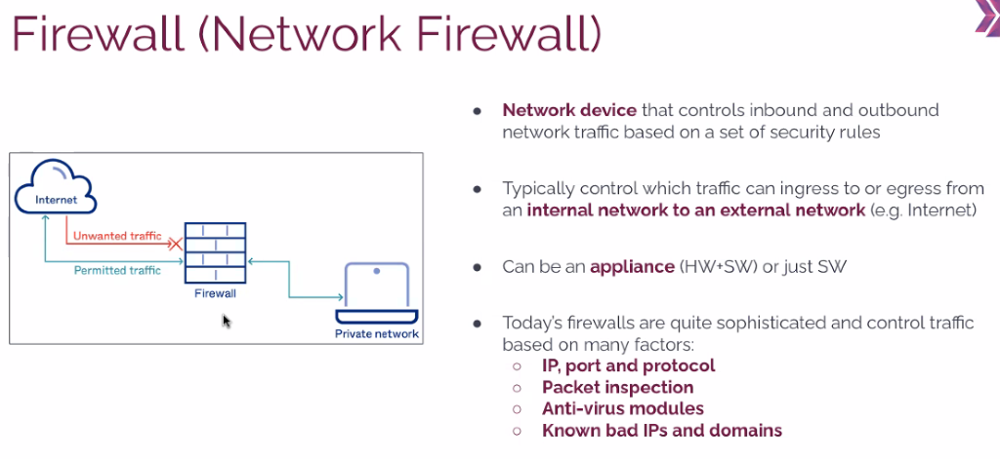 Firewall (Network Firewall)
Internet
Unwanted traffic
Permitted traffic
Firewall
Private network
● Network device that controls inbound and outbound
network traffic based on a set of security rules
● Typically control which traffic can ingress to or egress from
an internal network to an external network (e.g. Internet)
● Can be an appliance (HW+SW) or just SW
● Today's firewalls are quite sophisticated and control traffic
based on many factors:
○ IP, port and protocol
○ Packet inspection
○ Anti-virus modules
○ Known bad IPs and domains